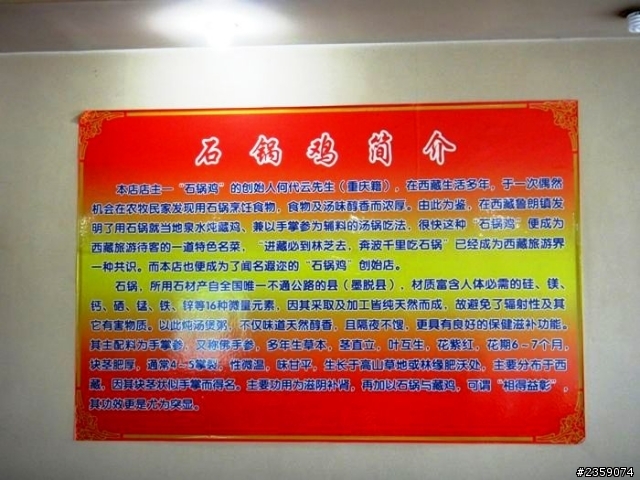 石锅鸡简介
本店店主一“石锅鸡”的创始人何代云先生（重庆籍），在西藏生活多年，于一次偶然
机会在农牧民家发现用石锅烹饪食物，食物及汤味醇香而浓厚。由此为鉴，在西藏鲁朗镇发
明了用石锅就当地泉水炖藏鸡、兼以手掌参为辅料的汤锅吃法，很快这种“石锅鸡”便成为
西藏旅游待客的一道特色名菜，“进藏必到林芝去，奔波千里吃石锅”已经成为西藏旅游界
一种共识。而本店也便成为了闻名遐迩的“石锅鸡”创始店。
石锅，所用石材产自全国唯一不通公路的县（墨脱县），材质富含人体必需的硅、镁、
钙、硒、锰、铁、锌等16种微量元素，因其采取及加工皆纯天然而成，故避免了辐射性及其
它有害物质。以此炖汤煲粥，不仅味道天然醇香，且隔夜不馊，更具有良好的保健滋补功能。
其主配料为手掌参，又称佛手参，多年生草本，茎直立，叶互生，花紫红，花期6-7个月，
块茎肥厚，通常4-5掌裂，性微温，味甘平，生长于高山草地或林缘肥沃处，主要分布于西
藏，因其块茎状似手掌而得名。主要功用为滋阴补肾，再加以石锅与藏鸡，可谓“相得益彰”，
其功效更是尤为突显。
#2359074